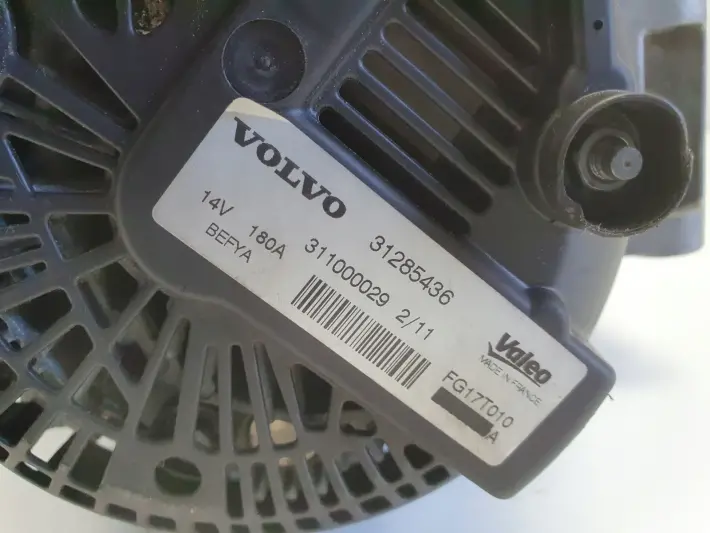 VOLVO
31285436
14V 180A 311000029 2/11
BEFYA
Valeo
MADE IN FRANCE
FG17T010
A